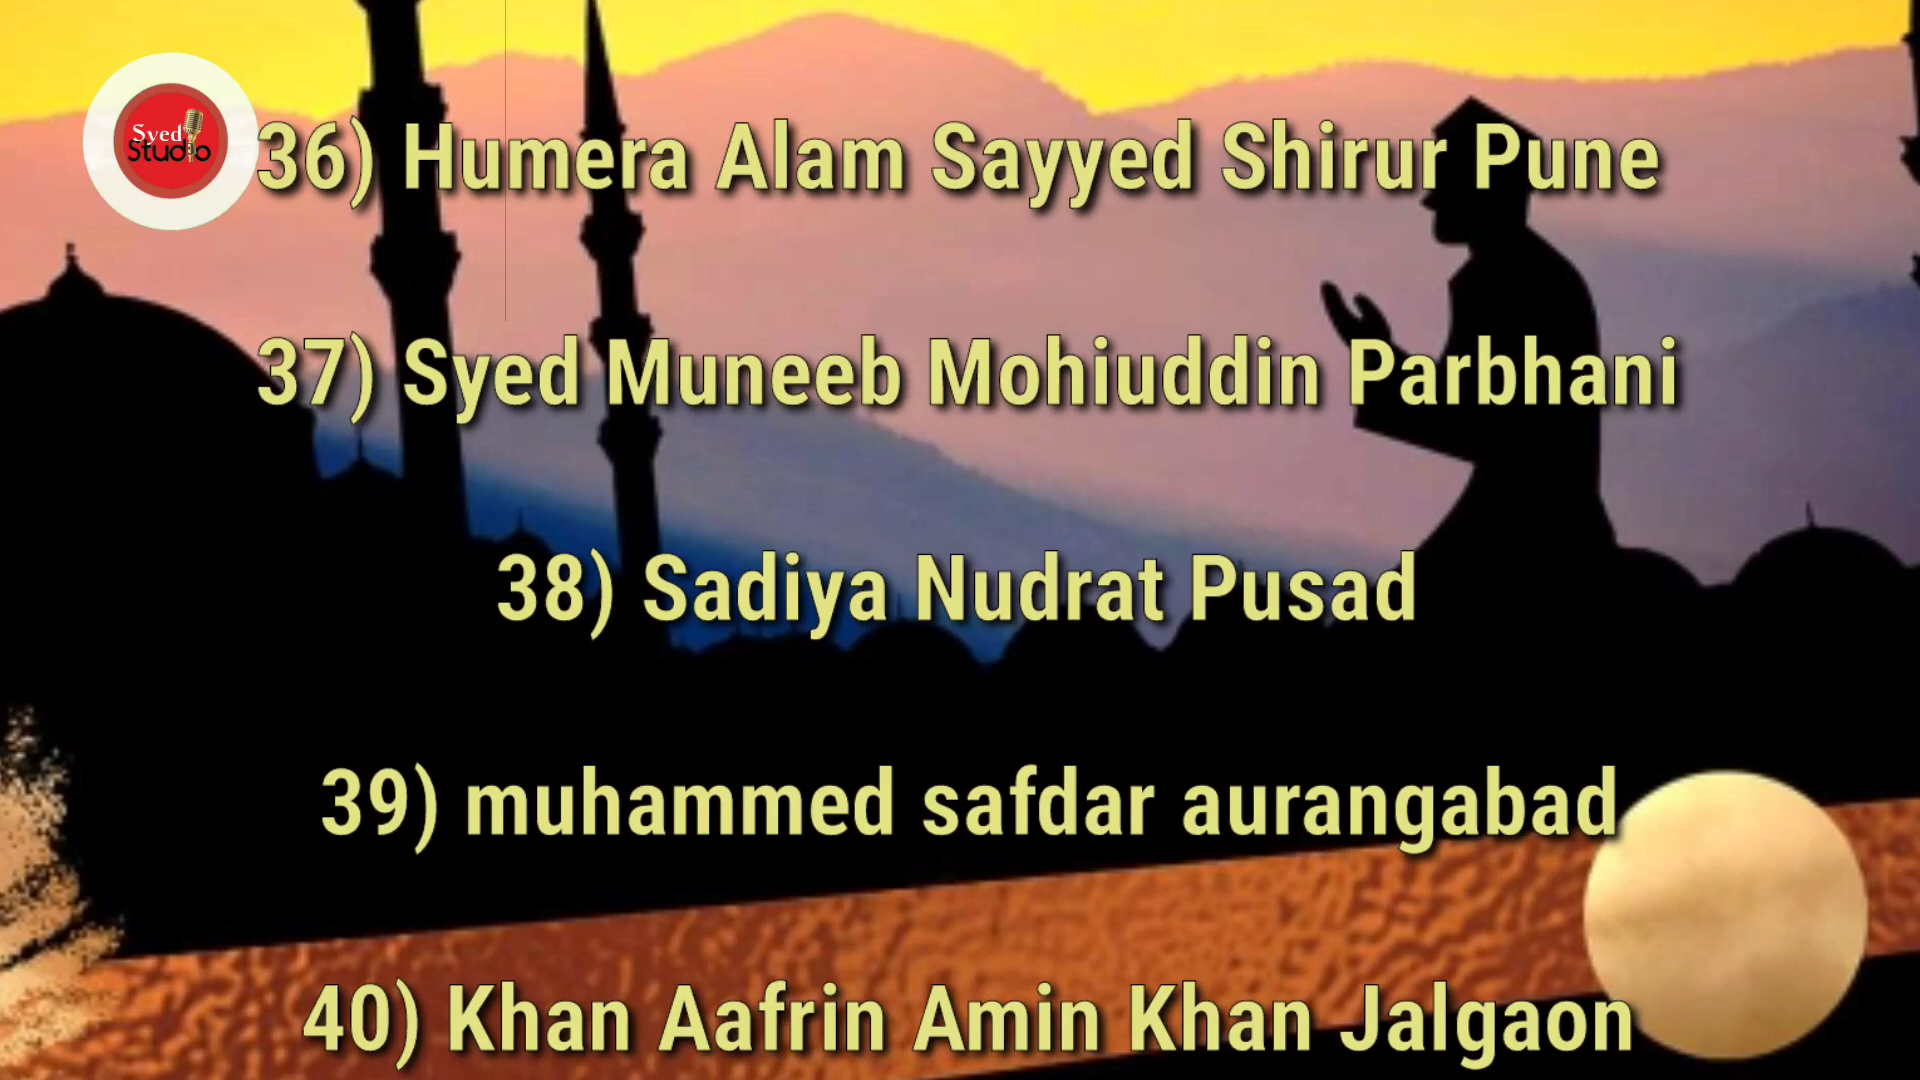 Syed
Studio
36) Humera Alam Sayyed Shirur Pune
37) Syed Muneeb Mohiuddin Parbhani
38) Sadiya Nudrat Pusad
39) muhammed safdar aurangabad
40) Khan Aafrin Amin Khan Jalgaon